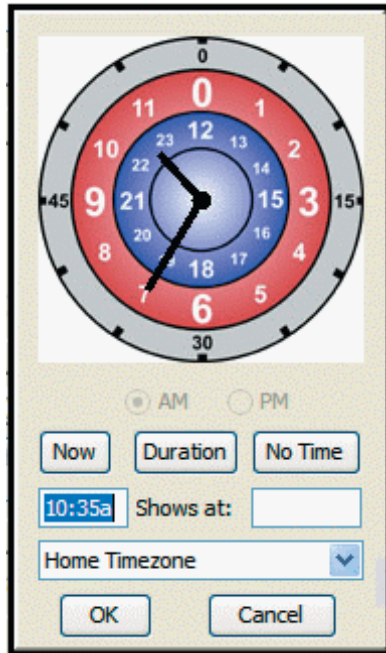 0
11 0 1
10 23 12 13 2
22 14
45 9 21 15 3 15
20 16
8 19 18 17 4
7 6 5
30
AM PM
Now Duration No Time
10:35a Shows at:
Home Timezone
OK Cancel